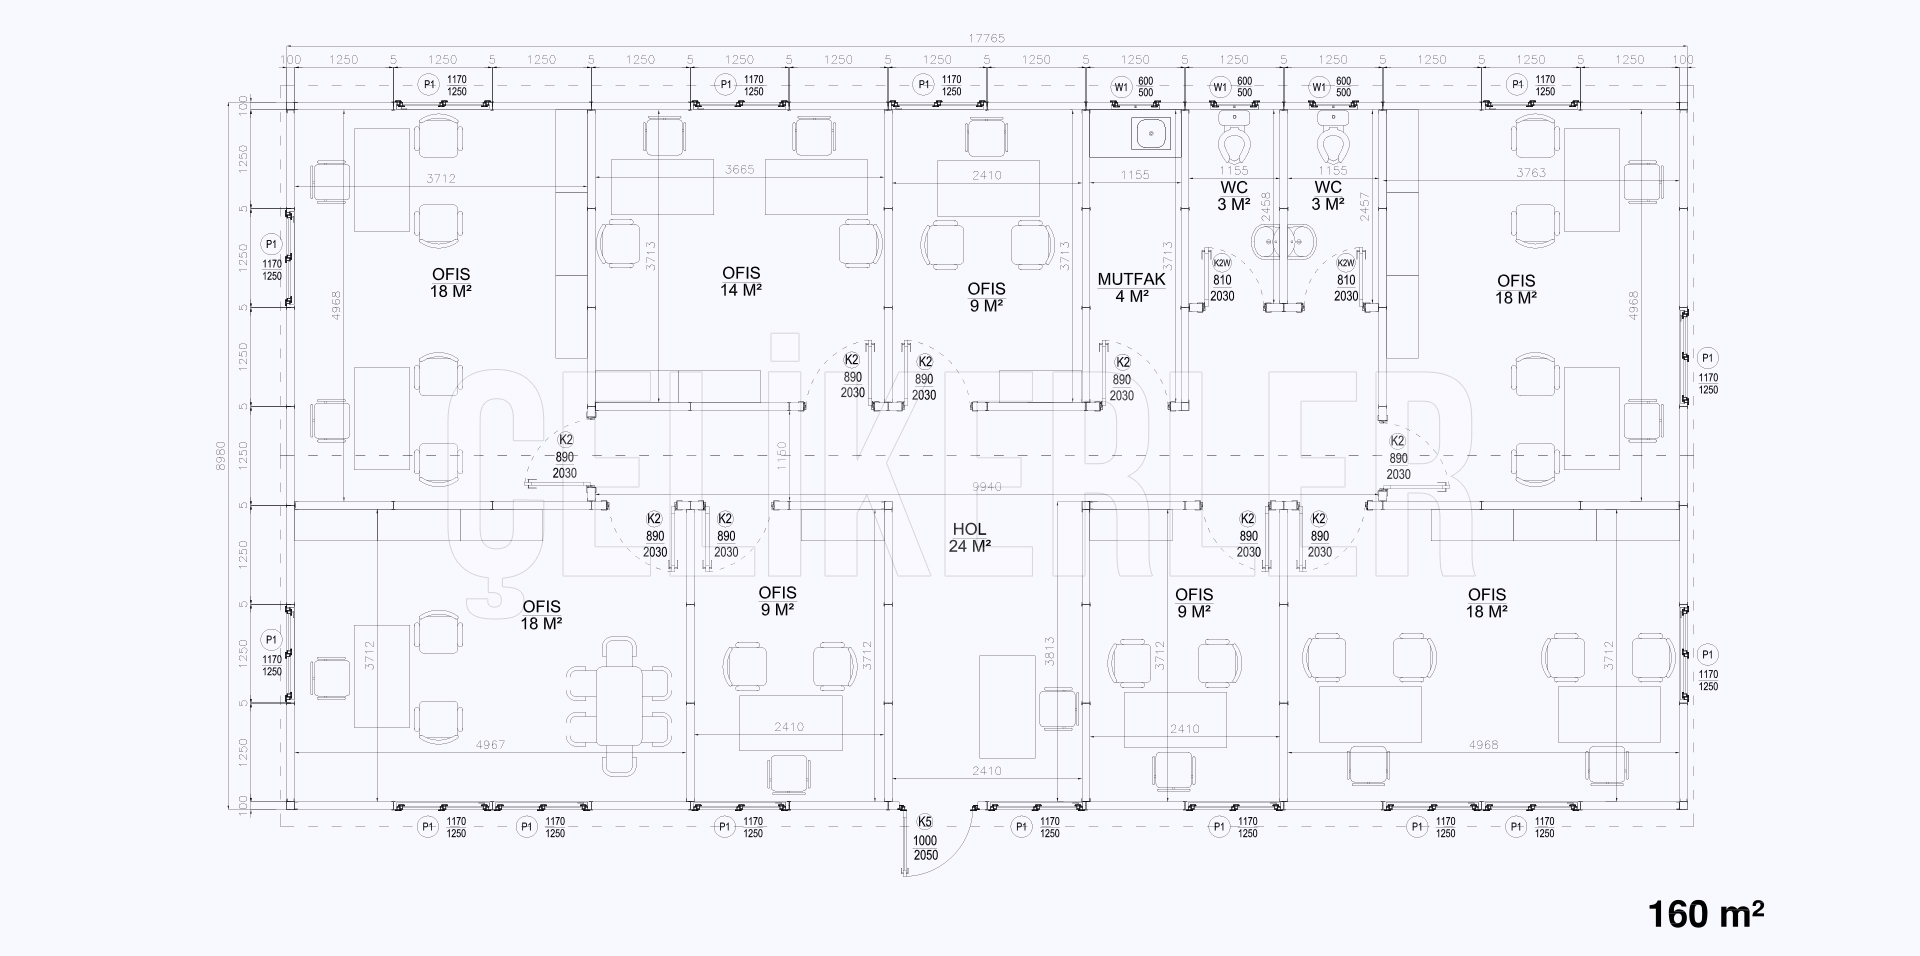 17765
100 1250 5 1250 5 1250 5 1250 5 1250 5 1250 5 1250 5 1250 5 1250 5 1250 5 1250 5 1250 5 1250 5 1250 100
P1 1170 1250
P1 1170 1250
P1 1170 1250
W1 600 500
W1 600 500
W1 600 500
P1 1170 1250
8980
100 1250 5 1250 5 1250 5 1250 5 1250 5 1250 5 1250 100
P1
1170
1250
P1
1170
1250
3712
4968
OFIS
18 M²
3665
3713
OFIS
14 M²
2410
3713
OFIS
9 M²
1155
3713
MUTFAK
4 M²
1155
WC
3 M²
2458
1155
WC
3 M²
2457
K2W
810
2030
K2W
810
2030
3763
OFIS
18 M²
4968
P1
1170
1250
P1
1170
1250
K2
890
2030
K2
890
2030
K2
890
2030
K2
890
2030
K2
890
2030
1150
9940
ÇELiKERLER
K2
890
2030
K2
890
2030
HOL
24 M²
K2
890
2030
K2
890
2030
OFIS
18 M²
3712
4967
OFIS
9 M²
3712
2410
3813
2410
OFIS
9 M²
3712
2410
OFIS
18 M²
3712
4968
P1 1170 1250
P1 1170 1250
P1 1170 1250
K5
1000
2050
P1 1170 1250
P1 1170 1250
P1 1170 1250
P1 1170 1250
160 m²